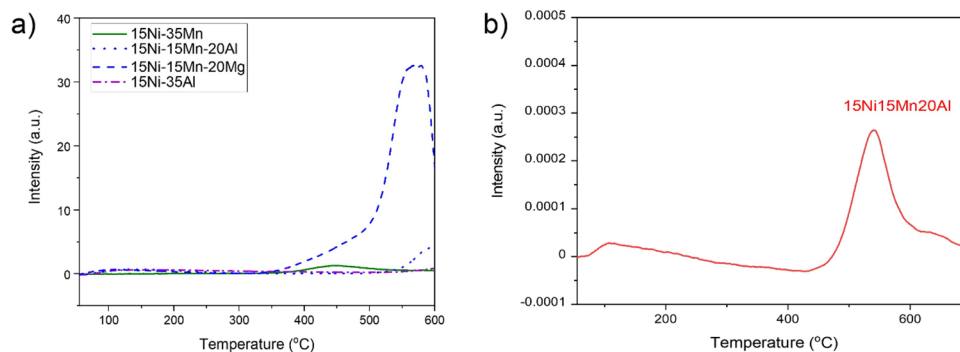 a)
15Ni-35Mn
15Ni-15Mn-20Al
15Ni-15Mn-20Mg
15Ni-35Al
40
30
20
10
0
Intensity (a.u.)
100 200 300 400 500 600
Temperature (°C)
b)
15Ni15Mn20Al
0.0005
0.0004
0.0003
0.0002
0.0001
0
-0.0001
Intensity (a.u.)
200 400 600
Temperature (°C)